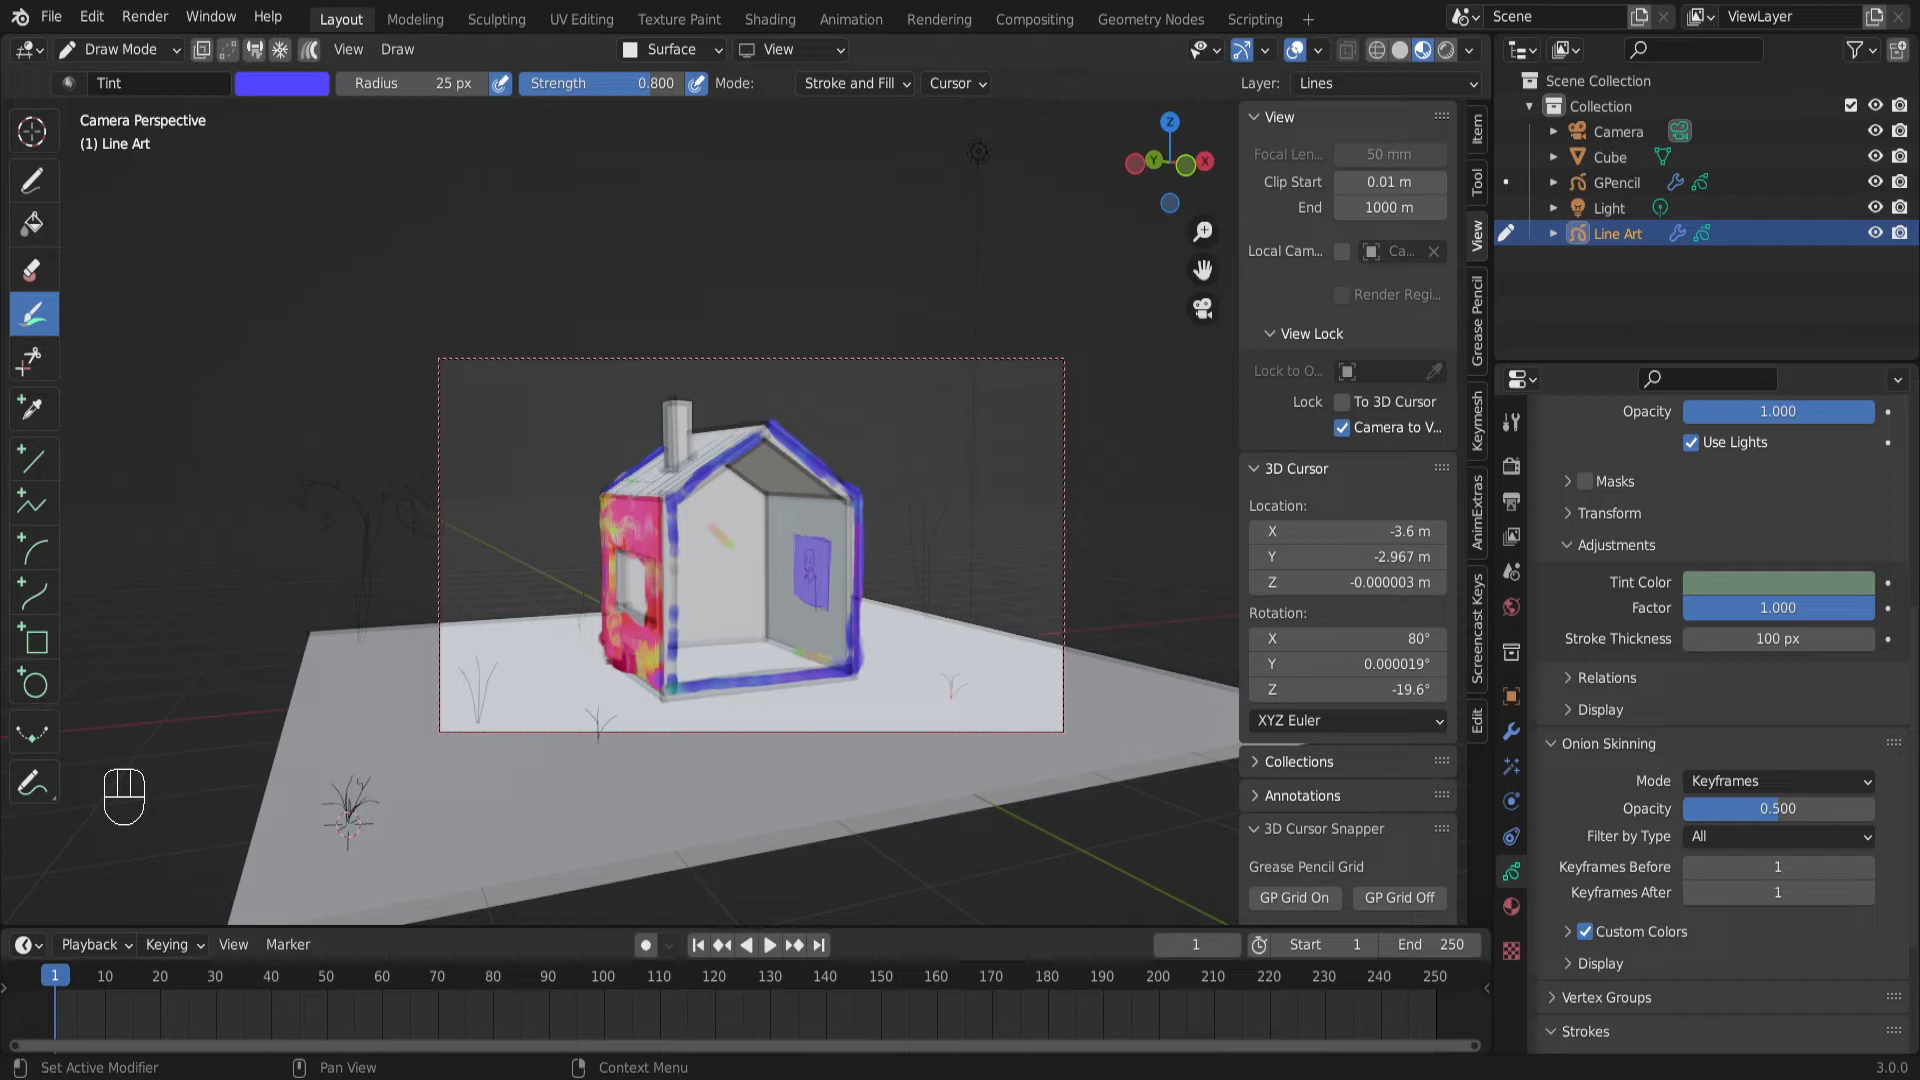 File Edit Render Window Help Layout Modeling Sculpting UV Editing Texture Paint Shading Animation Rendering Compositing Geometry Nodes Scripting + Scene ViewLayer
Draw Mode View Draw Surface View
Tint Radius 25 px Strength 0.800 Mode: Stroke and Fill Cursor Layer: Lines
Camera Perspective
(1) Line Art
Z
Y
X
View
Focal Len... 50 mm
Clip Start 0.01 m
End 1000 m
Local Cam... Ca...
Render Regi...
View Lock
Lock to O...
Lock To 3D Cursor
Camera to V...
3D Cursor
Location:
X -3.6 m
Y -2.967 m
Z -0.000003 m
Rotation:
X 80°
Y 0.000019°
Z -19.6°
XYZ Euler
Collections
Annotations
3D Cursor Snapper
Grease Pencil Grid
GP Grid On GP Grid Off
Item
Tool
View
Grease Pencil
Keymesh
AnimExtras
Screencast Keys
Edit
Scene Collection
Collection
Camera
Cube
GPencil
Light
Line Art
Opacity 1.000
Use Lights
Masks
Transform
Adjustments
Tint Color
Factor 1.000
Stroke Thickness 100 px
Relations
Display
Onion Skinning
Mode Keyframes
Opacity 0.500
Filter by Type All
Keyframes Before 1
Keyframes After 1
Custom Colors
Display
Vertex Groups
Strokes
Playback Keying View Marker 1 Start 1 End 250
1 10 20 30 40 50 60 70 80 90 100 110 120 130 140 150 160 170 180 190 200 210 220 230 240 250
Set Active Modifier Pan View Context Menu 3.0.0